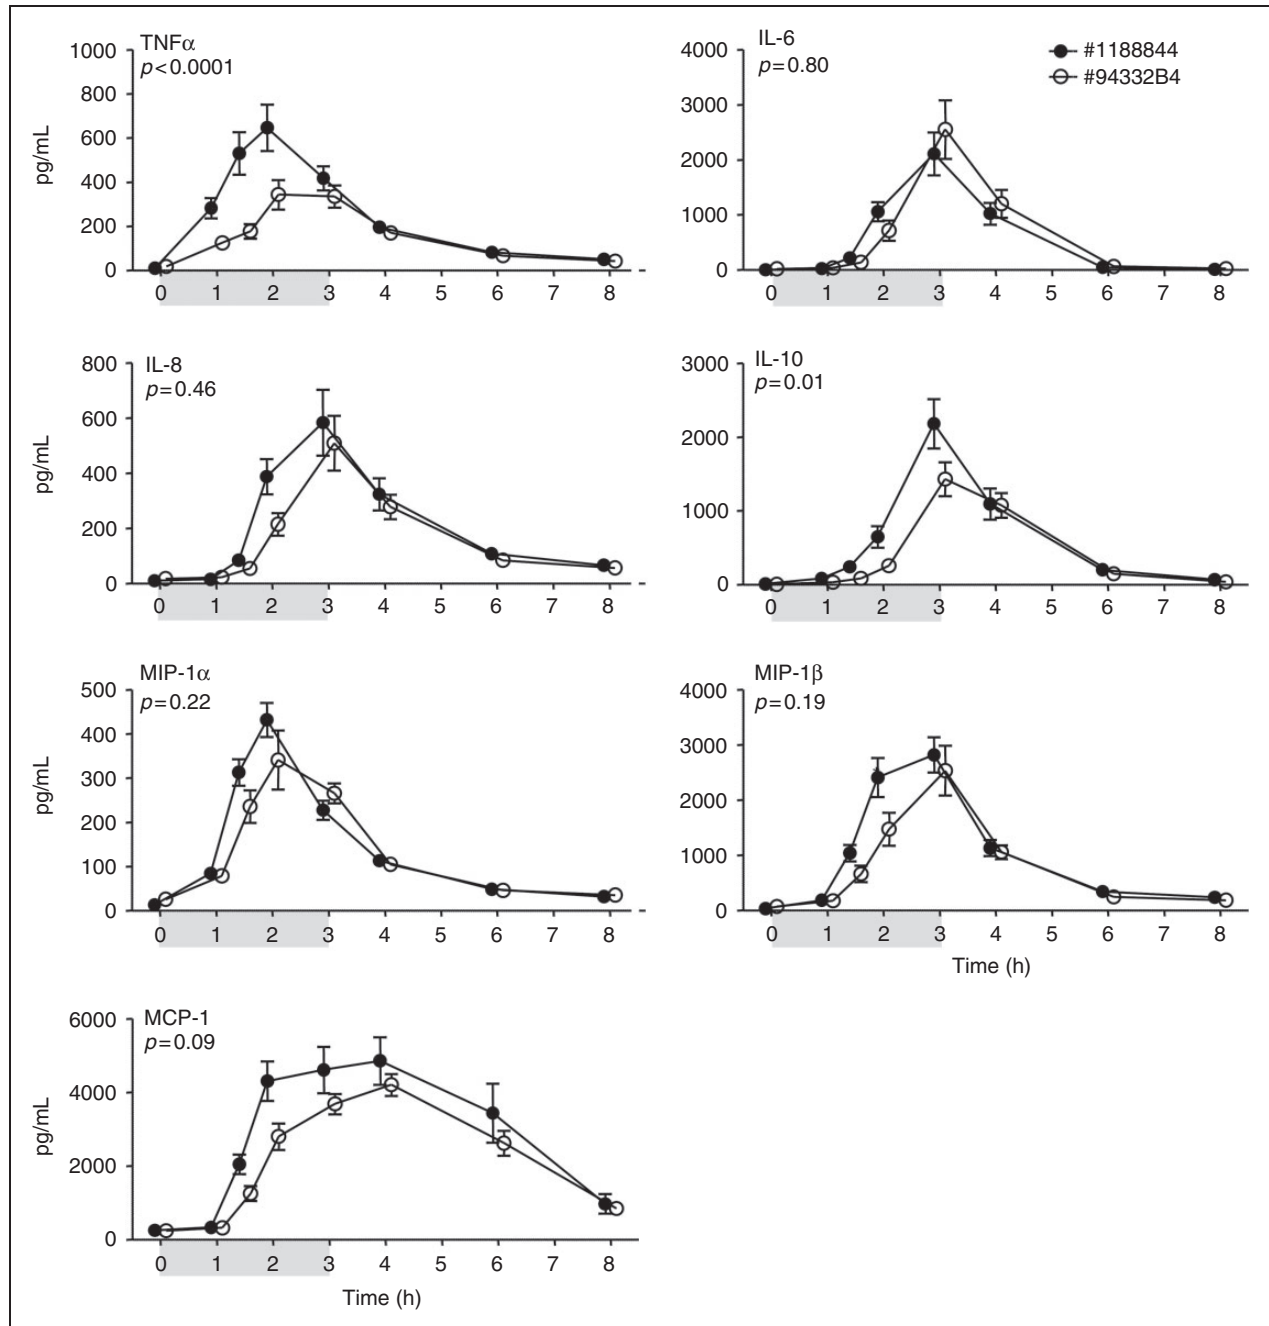 TNFα
p<0.0001
1000
800
600
400
200
0
pg/mL
0 1 2 3 4 5 6 7 8
IL-6
p=0.80
4000
3000
2000
1000
0
0 1 2 3 4 5 6 7 8
#1188844
#94332B4
IL-8
p=0.46
800
600
400
200
0
pg/mL
0 1 2 3 4 5 6 7 8
IL-10
p=0.01
3000
2000
1000
0
0 1 2 3 4 5 6 7 8
MIP-1α
p=0.22
500
400
300
200
100
0
pg/mL
0 1 2 3 4 5 6 7 8
MIP-1β
p=0.19
4000
3000
2000
1000
0
0 1 2 3 4 5 6 7 8
Time (h)
MCP-1
p=0.09
6000
4000
2000
0
pg/mL
0 1 2 3 4 5 6 7 8
Time (h)